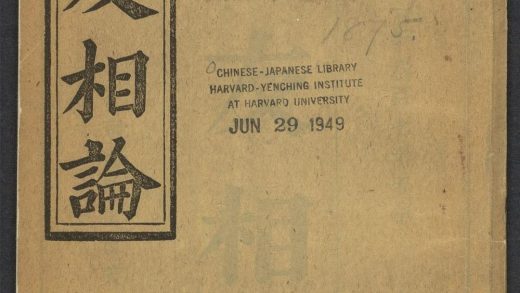 相論
1875.
CHINESE-JAPANESE LIBRARY
HARVARD-YENCHING INSTITUTE
AT HARVARD UNIVERSITY
JUN 29 1949